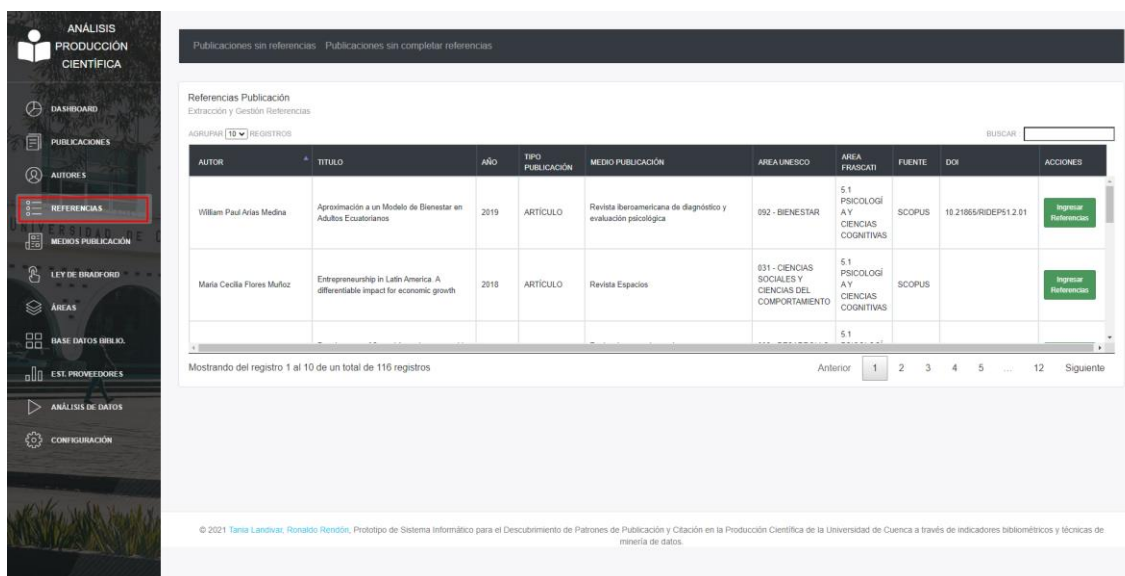 ANÁLISIS
PRODUCCIÓN
CIENTÍFICA
DASHBOARD
PUBLICACIONES
AUTORES
REFERENCIAS
MEDIOS PUBLICACIÓN
LEY DE BRADFORD
ÁREAS
BASE DATOS BIBLIO.
EST. PROVEEDORES
ANÁLISIS DE DATOS
CONFIGURACIÓN
Publicaciones sin referencias Publicaciones sin completar referencias
Referencias Publicación
Extracción y Gestión Referencias
AGRUPAR 10 REGISTROS
BUSCAR :
AUTOR TITULO AÑO TIPO PUBLICACIÓN MEDIO PUBLICACIÓN AREA UNESCO AREA FRASCATI FUENTE DOI ACCIONES
William Paul Arias Medina
Aproximación a un Modelo de Bienestar en
Adultos Ecuatorianos
2019
ARTÍCULO
Revista Iberoamericana de diagnóstico y
evaluación psicológica
092 - BIENESTAR
5.1
PSICOLOGÍ
A Y
CIENCIAS
COGNITIVAS
SCOPUS
10.21865/RIDEP51.2.01
Ingresar
Referencias
Maria Cecilia Flores Muñoz
Entrepreneurship in Latin America. A
differentiable impact for economic growth
2018
ARTÍCULO
Revista Espacios
031 - CIENCIAS
SOCIALES Y
CIENCIAS DEL
COMPORTAMIENTO
5.1
PSICOLOGÍ
A Y
CIENCIAS
COGNITIVAS
SCOPUS
Ingresar
Referencias
5.1
Mostrando del registro 1 al 10 de un total de 116 registros
Anterior 1 2 3 4 5 ... 12 Siguiente
© 2021 Tania Landivar, Ronaldo Rendón, Prototipo de Sistema Informático para el Descubrimiento de Patrones de Publicación y Citación en la Producción Científica de la Universidad de Cuenca a través de indicadores bibliométricos y técnicas de
minería de datos.